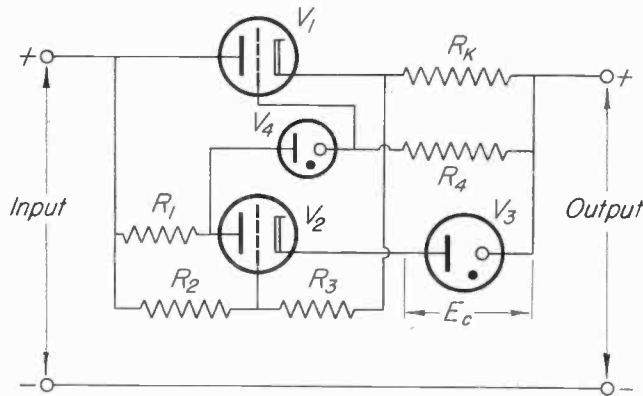 V1
+
RK
+
V4
R4
Input
R1
V2
V3
Output
R2
R3
Ec
-
-